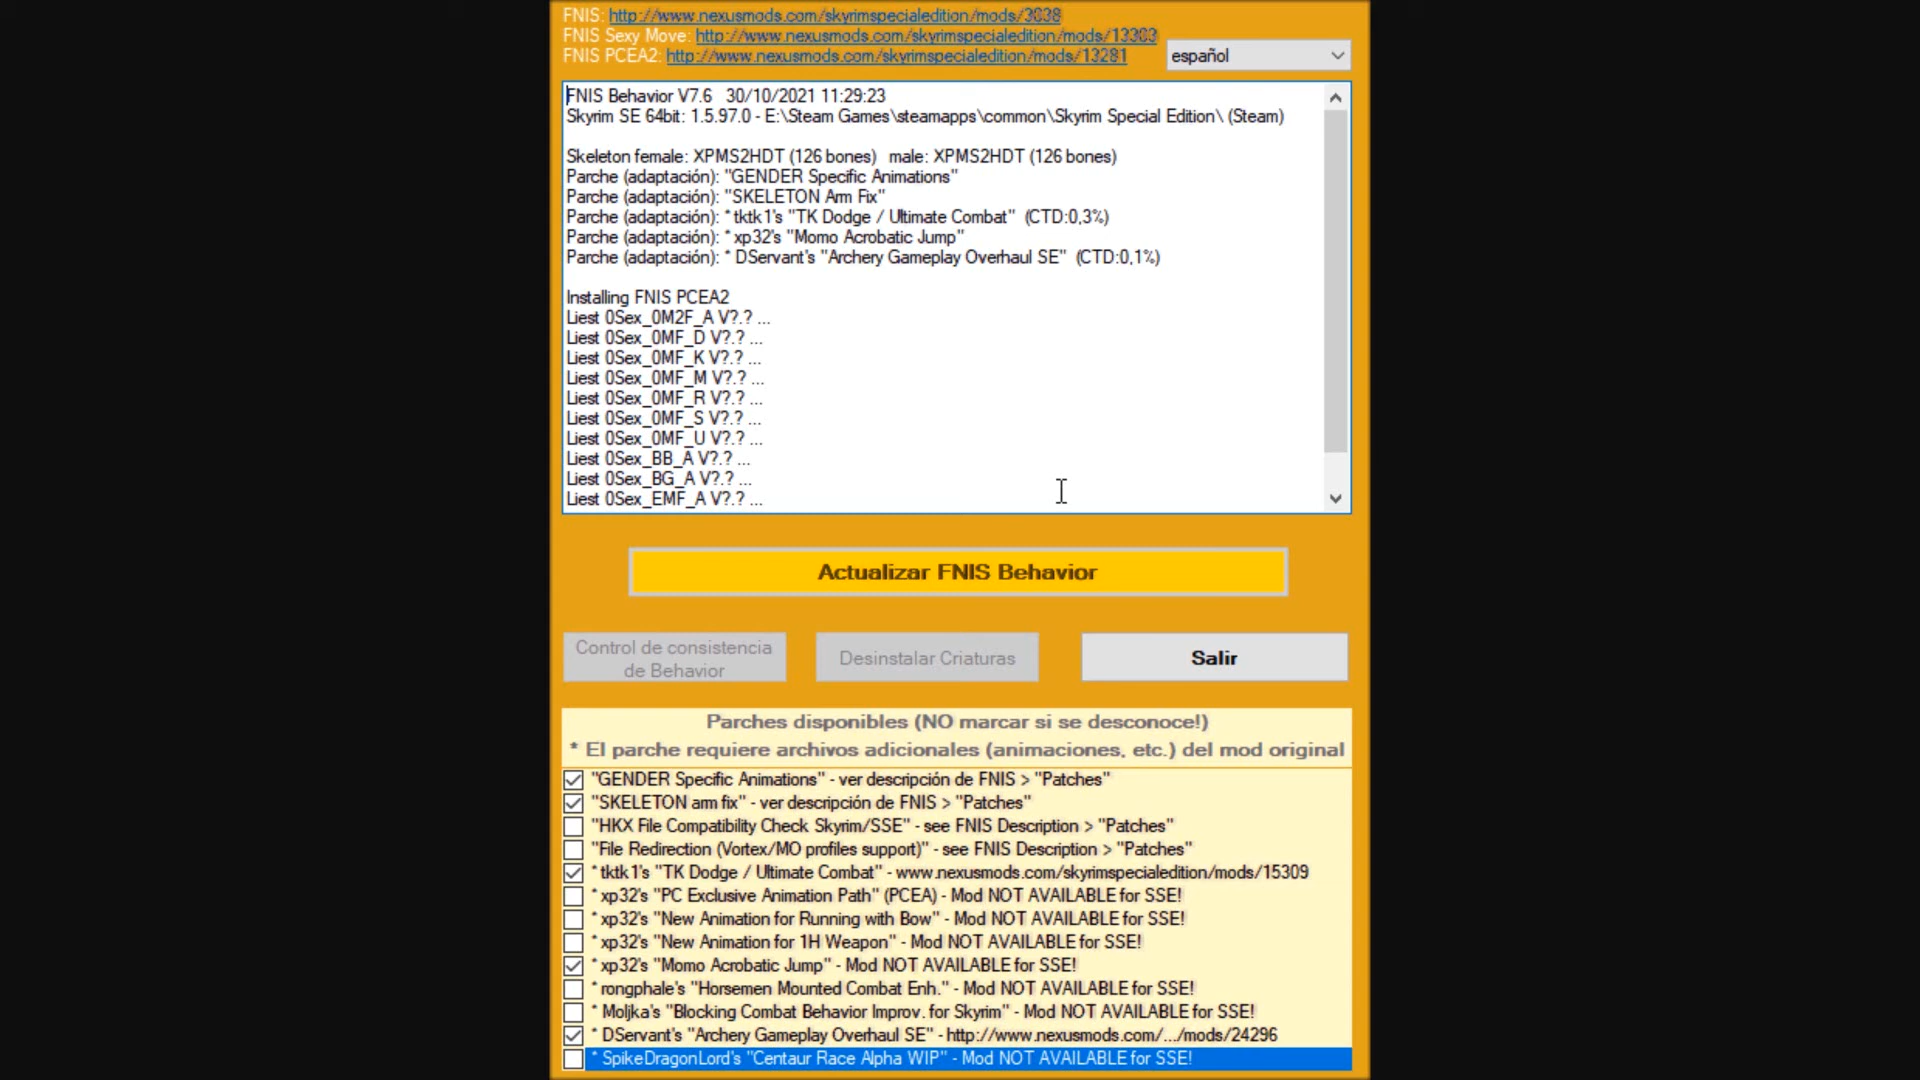 FNIS: http://www.nexusmods.com/skyrimspecialedition/mods/3038
FNIS Sexy Move: http://www.nexusmods.com/skyrimspecialedition/mods/13303
FNIS PCEA2: http://www.nexusmods.com/skyrimspecialedition/mods/13281
español
FNIS Behavior V7.6   30/10/2021 11:29:23
Skyrim SE 64bit: 1.5.97.0 - E:\Steam Games\steamapps\common\Skyrim Special Edition\ (Steam)
Skeleton female: XPMS2HDT (126 bones)   male: XPMS2HDT (126 bones)
Parche (adaptación): "GENDER Specific Animations"
Parche (adaptación): "SKELETON Arm Fix"
Parche (adaptación): * tktk1's "TK Dodge / Ultimate Combat"  (CTD:0,3%)
Parche (adaptación): * xp32's "Momo Acrobatic Jump"
Parche (adaptación): * DServant's "Archery Gameplay Overhaul SE"  (CTD:0,1%)
Installing FNIS PCEA2
Liest 0Sex_0M2F_A V?.? ...
Liest 0Sex_0MF_D V?.? ...
Liest 0Sex_0MF_K V?.? ...
Liest 0Sex_0MF_M V?.? ...
Liest 0Sex_0MF_R V?.? ...
Liest 0Sex_0MF_S V?.? ...
Liest 0Sex_0MF_U V?.? ...
Liest 0Sex_BB_A V?.? ...
Liest 0Sex_BG_A V?.? ...
Liest 0Sex_EMF_A V?.? ...
Actualizar FNIS Behavior
Control de consistencia
de Behavior
Desinstalar Criaturas
Salir
Parches disponibles (NO marcar si se desconoce!)
* El parche requiere archivos adicionales (animaciones, etc.) del mod original
"GENDER Specific Animations" - ver descripción de FNIS > "Patches"
"SKELETON arm fix" - ver descripción de FNIS > "Patches"
"HKX File Compatibility Check Skyrim/SSE" - see FNIS Description > "Patches"
"File Redirection (Vortex/MO profiles support)" - see FNIS Description > "Patches"
* tktk1's "TK Dodge / Ultimate Combat" - www.nexusmods.com/skyrimspecialedition/mods/15309
* xp32's "PC Exclusive Animation Path" (PCEA) - Mod NOT AVAILABLE for SSE!
* xp32's "New Animation for Running with Bow" - Mod NOT AVAILABLE for SSE!
* xp32's "New Animation for 1H Weapon" - Mod NOT AVAILABLE for SSE!
* xp32's "Momo Acrobatic Jump" - Mod NOT AVAILABLE for SSE!
* rongphale's "Horsemen Mounted Combat Enh." - Mod NOT AVAILABLE for SSE!
* Moljka's "Blocking Combat Behavior Improv. for Skyrim" - Mod NOT AVAILABLE for SSE!
* DServant's "Archery Gameplay Overhaul SE" - http://www.nexusmods.com/.../mods/24296
* SpikeDragonLord's "Centaur Race Alpha WIP" - Mod NOT AVAILABLE for SSE!